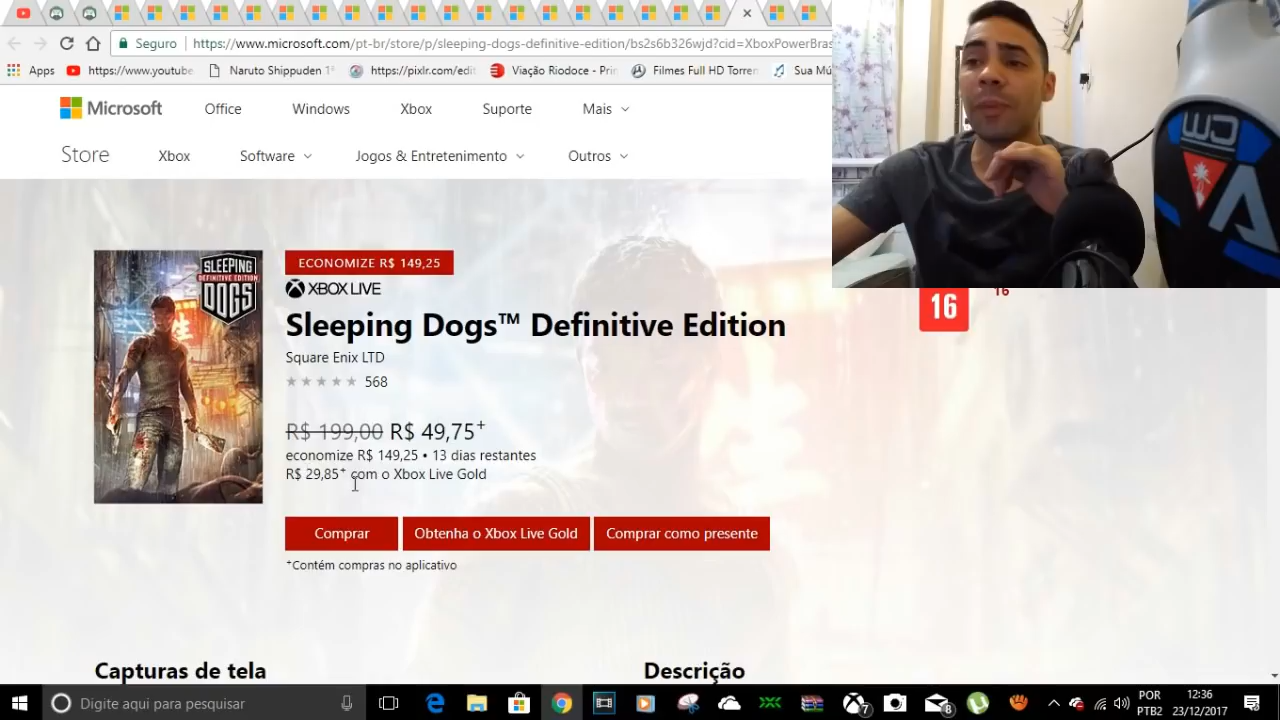 Seguro
https://www.microsoft.com/pt-br/store/p/sleeping-dogs-definitive-edition/bs2s6b326wjd?cid=XboxPowerBras
Apps
https://www.youtube
Naruto Shippuden 1ª
https://pixlr.com/edit
Viação Riodoce - Prin
Filmes Full HD Torren
Sua Mú
Microsoft
Office
Windows
Xbox
Suporte
Mais
Store
Xbox
Software
Jogos & Entretenimento
Outros
SLEEPING
DEFINITIVE EDITION
DOGS
ECONOMIZE R$ 149,25
XBOX LIVE
Sleeping Dogs™ Definitive Edition
Square Enix LTD
568
R$ 199,00 R$ 49,75+
economize R$ 149,25 • 13 dias restantes
R$ 29,85+ com o Xbox Live Gold
Comprar
Obtenha o Xbox Live Gold
Comprar como presente
+Contém compras no aplicativo
16
16
Capturas de tela
Descrição
Digite aqui para pesquisar
7
8
POR
PTB2
12:36
23/12/2017